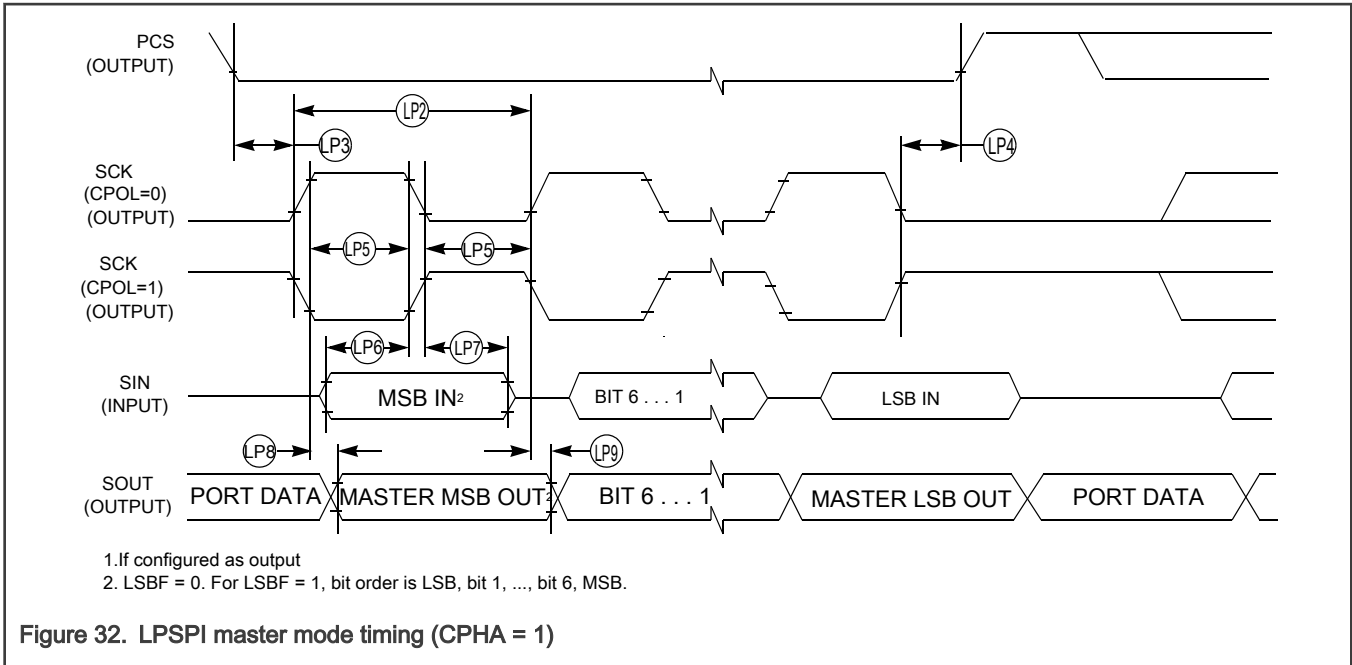 PCS
(OUTPUT)
LP2
LP3
LP4
SCK
(CPOL=0)
(OUTPUT)
LP5
LP5
SCK
(CPOL=1)
(OUTPUT)
LP6
LP7
SIN
(INPUT)
MSB IN2
BIT 6 . . . 1
LSB IN
LP8
LP9
SOUT
(OUTPUT)
PORT DATA
MASTER MSB OUT2
BIT 6 . . . 1
MASTER LSB OUT
PORT DATA
1.If configured as output
2. LSBF = 0. For LSBF = 1, bit order is LSB, bit 1, ..., bit 6, MSB.
Figure 32. LPSPI master mode timing (CPHA = 1)